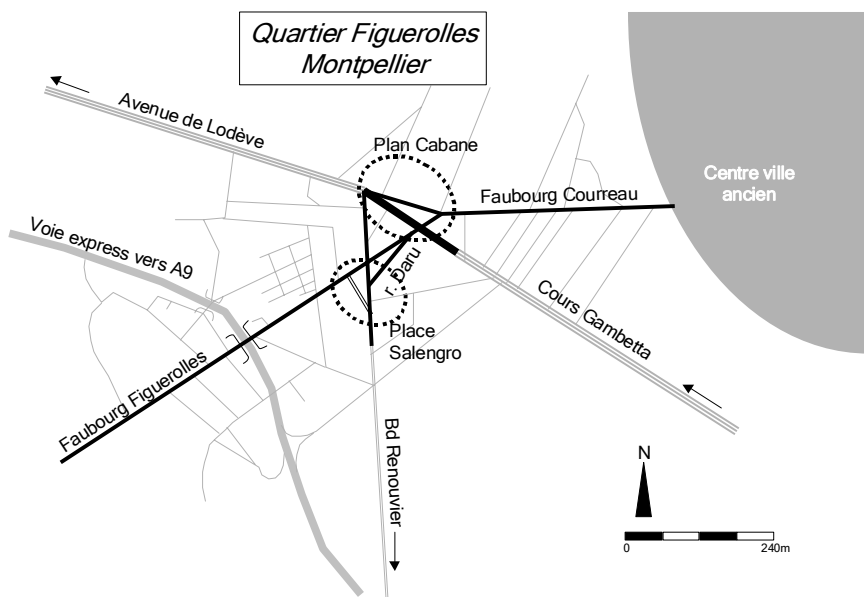 Quartier Figuerolles
Montpellier
Avenue de Lodève
Plan Cabane
Centre ville
ancien
Faubourg Courreau
Voie express vers A9
r. Daru
Cours Gambetta
Place
Salengro
Faubourg Figuerolles
Bd Renouvier
N
0
240m